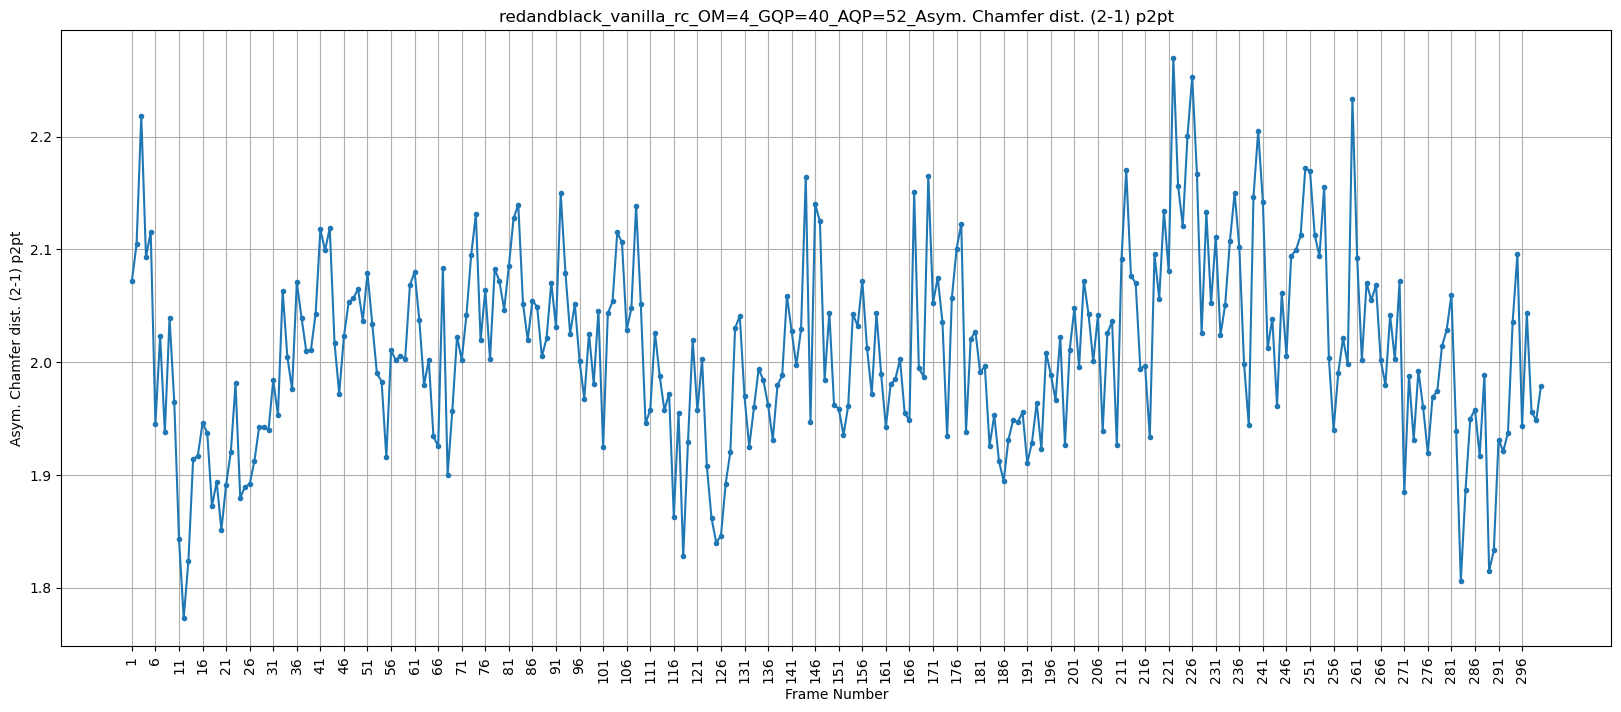 redandblack_vanilla_rc_OM=4_GQP=40_AQP=52_Asym. Chamfer dist. (2-1) p2pt
Asym. Chamfer dist. (2-1) p2pt
2.2
2.1
2.0
1.9
1.8
1 6 11 16 21 26 31 36 41 46 51 56 61 66 71 76 81 86 91 96 101 106 111 116 121 126 131 136 141 146 151 156 161 166 171 176 181 186 191 196 201 206 211 216 221 226 231 236 241 246 251 256 261 266 271 276 281 286 291 296
Frame Number